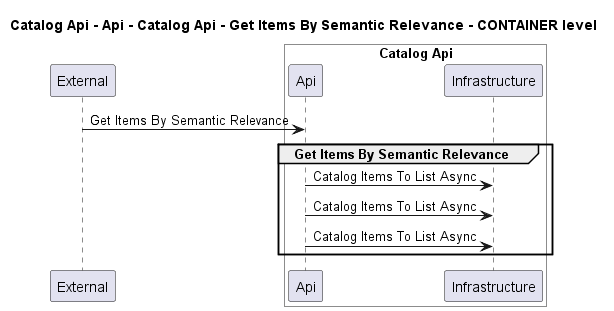 Catalog Api - Api - Catalog Api - Get Items By Semantic Relevance - CONTAINER level
Catalog Api
External
Api
Infrastructure
Get Items By Semantic Relevance
Get Items By Semantic Relevance
Catalog Items To List Async
Catalog Items To List Async
Catalog Items To List Async
External
Api
Infrastructure